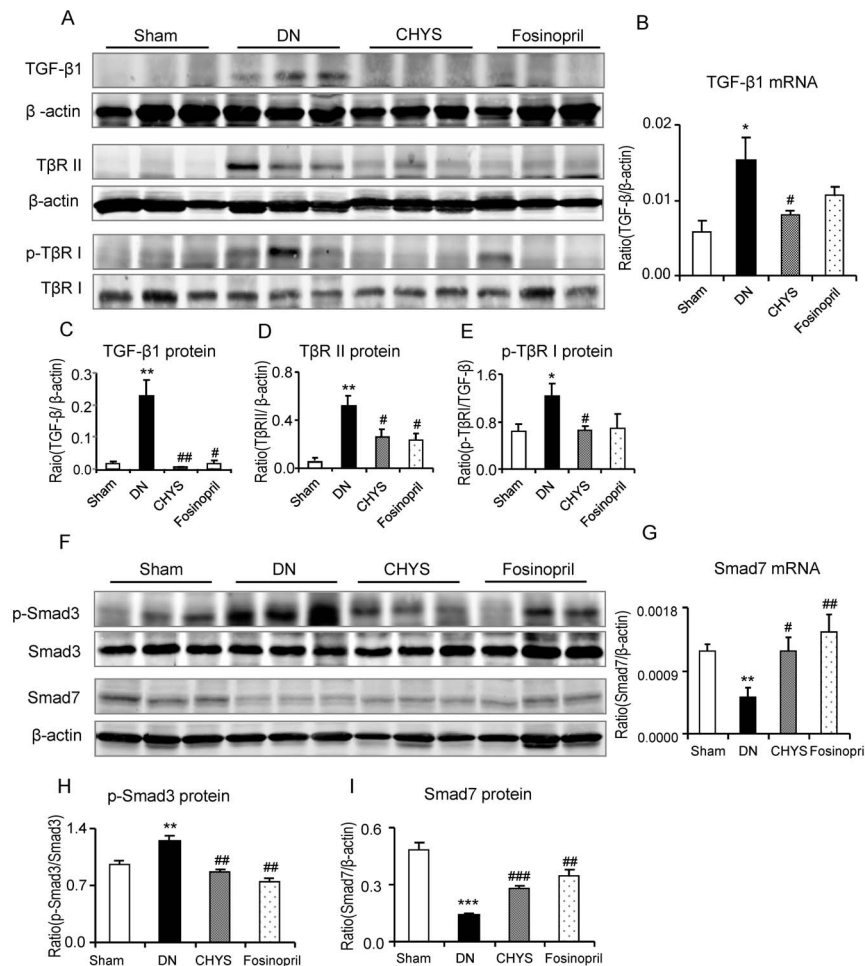 A
Sham DN CHYS Fosinopril
TGF-β1
β -actin
TβR II
β-actin
p-TβR I
TβR I
B
TGF-β1 mRNA
Ratio(TGF-β/β-actin)
0.02
0.01
0.00
*
#
Sham DN CHYS Fosinopril
C
TGF-β1 protein
Raio(TGF-β/ β-actin)
0.3
0.2
0.1
0.0
**
##
#
Sham DN CHYS Fosinopril
D
TβR II protein
Ratio(TβRII/ β-actin)
0.8
0.4
0.0
**
#
#
Sham DN CHYS Fosinopril
E
p-TβR I protein
Ratio(p-TβRI/TGF-β)
1.6
0.8
0.0
*
#
Sham DN CHYS Fosinopril
F
Sham DN CHYS Fosinopril
p-Smad3
Smad3
Smad7
β-actin
G
Smad7 mRNA
Ratio(Smad7/β-actin)
0.0018
0.0009
0.0000
**
#
##
Sham DN CHYS Fosinopri
H
p-Smad3 protein
Ratio(p-Smad3/Smad3)
1.4
0.7
0.0
**
##
##
Sham DN CHYS Fosinopril
I
Smad7 protein
Ratio(Smad7/β-actin)
0.6
0.3
0.0
***
###
##
Sham DN CHYS Fosinopril